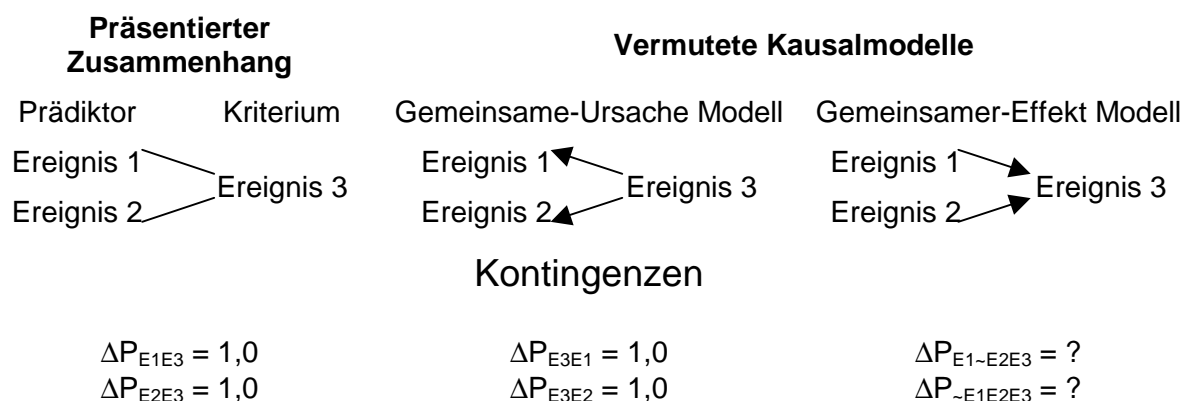 Präsentierter
Zusammenhang
Vermutete Kausalmodelle
Prädiktor Kriterium Gemeinsame-Ursache Modell Gemeinsamer-Effekt Modell
Ereignis 1 Ereignis 1 Ereignis 1
Ereignis 3 Ereignis 3 Ereignis 3
Ereignis 2 Ereignis 2 Ereignis 2
Kontingenzen
ΔP_E1E3 = 1,0 ΔP_E3E1 = 1,0 ΔP_E1~E2E3 = ?
ΔP_E2E3 = 1,0 ΔP_E3E2 = 1,0 ΔP_~E1E2E3 = ?